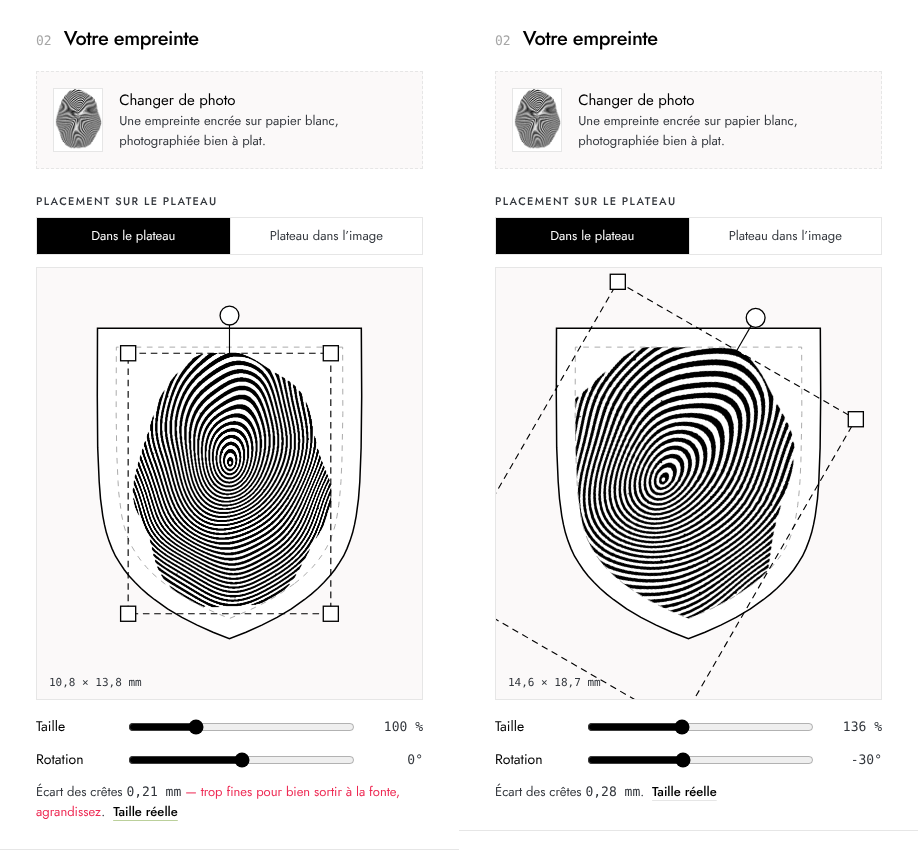 02 Votre empreinte
Changer de photo
Une empreinte encrée sur papier blanc,
photographiée bien à plat.
PLACEMENT SUR LE PLATEAU
Dans le plateau
Plateau dans l’image
10,8 × 13,8 mm
Taille
100 %
Rotation
0°
Écart des crêtes 0,21 mm — trop fines pour bien sortir à la fonte,
agrandissez. Taille réelle
02 Votre empreinte
Changer de photo
Une empreinte encrée sur papier blanc,
photographiée bien à plat.
PLACEMENT SUR LE PLATEAU
Dans le plateau
Plateau dans l’image
14,6 × 18,7 mm
Taille
136 %
Rotation
-30°
Écart des crêtes 0,28 mm. Taille réelle